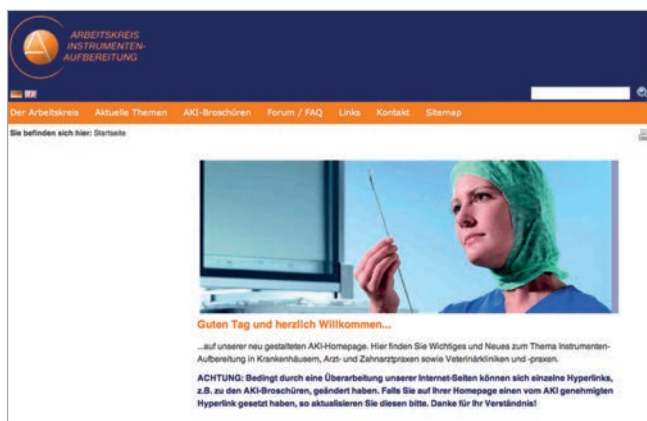 ARBEITSKREIS
INSTRUMENTEN-
AUFBEREITUNG
Der Arbeitskreis Aktuelle Themen AKI-Broschüren Forum / FAQ Links Kontakt Sitemap
Sie befinden sich hier: Startseite
Guten Tag und herzlich Willkommen...
...auf unserer neu gestalteten AKI-Homepage. Hier finden Sie Wichtiges und Neues zum Thema Instrumenten-
Aufbereitung in Krankenhäusern, Arzt- und Zahnarztpraxen sowie Veterinärkliniken und -praxen.
ACHTUNG: Bedingt durch eine Überarbeitung unserer Internet-Seiten können sich einzelne Hyperlinks,
z.B. zu den AKI-Broschüren, geändert haben. Falls Sie auf Ihrer Homepage einen vom AKI genehmigten
Hyperlink gesetzt haben, so aktualisieren Sie diesen bitte. Danke für Ihr Verständnis!